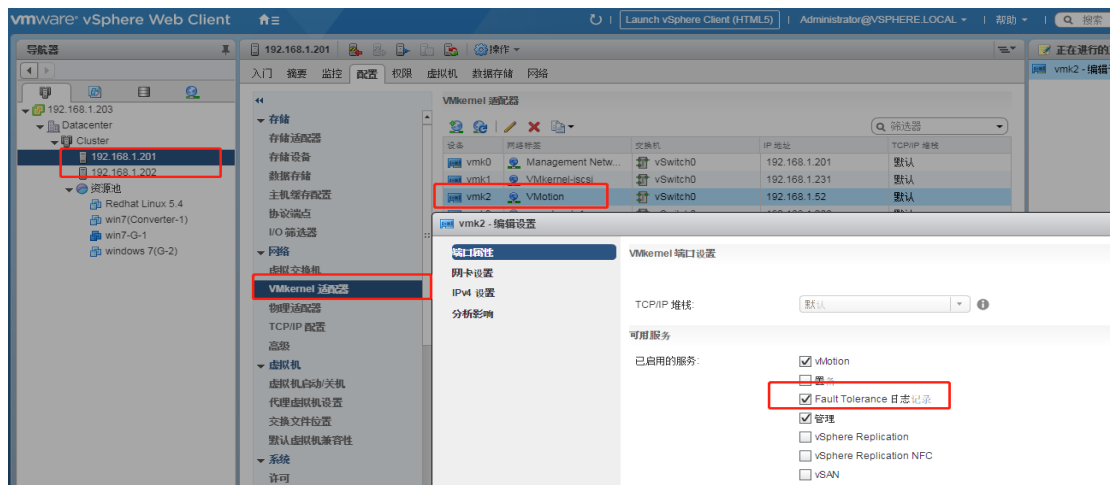 vmware vSphere Web Client
Launch vSphere Client (HTML5) | Administrator@VSPHERE.LOCAL | 帮助 | 搜索
导航器
192.168.1.203
Datacenter
Cluster
192.168.1.201
192.168.1.202
资源池
Redhat Linux 5.4
win7(Converter-1)
win7-G-1
windows 7(G-2)
192.168.1.201 操作
入门 摘要 监控 配置 权限 虚拟机 数据存储 网络
存储
存储适配器
存储设备
数据存储
主机缓存配置
协议端点
I/O 筛选器
网络
虚拟交换机
VMkernel 适配器
物理适配器
TCP/IP 配置
高级
虚拟机
虚拟机启动/关机
代理虚拟机设置
交换文件位置
默认虚拟机兼容性
系统
许可
VMkernel 适配器
筛选器
设备 网络标签 交换机 IP 地址 TCP/IP 堆栈
vmk0 Management Netw... vSwitch0 192.168.1.201 默认
vmk1 VMkernel-iscsi vSwitch0 192.168.1.231 默认
vmk2 VMotion vSwitch0 192.168.1.52 默认
vmk2 - 编辑设置
端口属性
网卡设置
IPv4 设置
分析影响
VMkernel 端口设置
TCP/IP 堆栈: 默认
可用服务
已启用的服务:
vMotion
置备
Fault Tolerance 日志记录
管理
vSphere Replication
vSphere Replication NFC
vSAN
正在进行的
vmk2 - 编辑